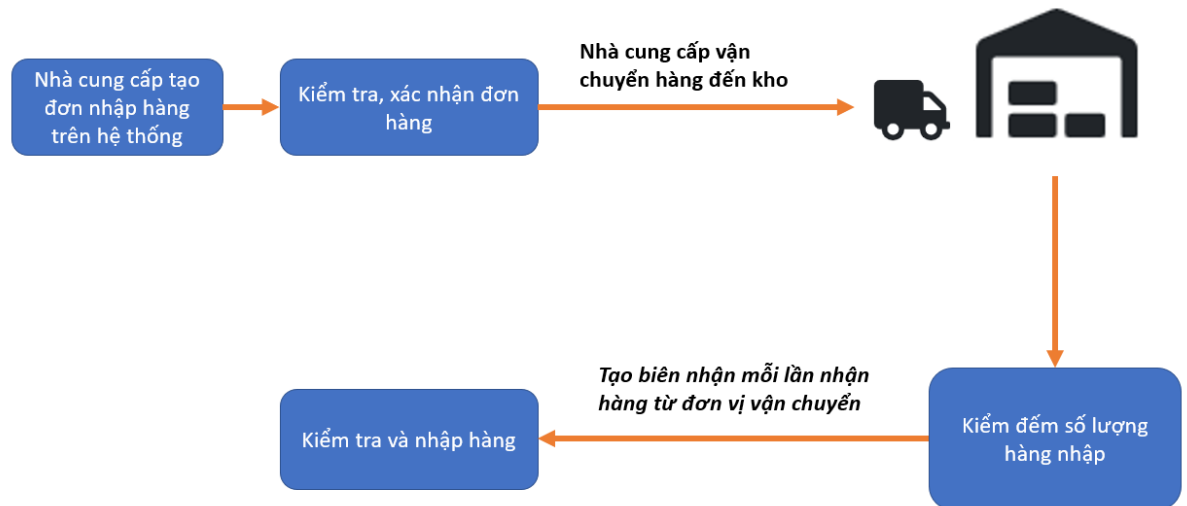 Nhà cung cấp tạo
đơn nhập hàng
trên hệ thống
Kiểm tra, xác nhận đơn
hàng
Nhà cung cấp vận
chuyển hàng đến kho
Kiểm đếm số lượng
hàng nhập
Tạo biên nhận mỗi lần nhận
hàng từ đơn vị vận chuyển
Kiểm tra và nhập hàng